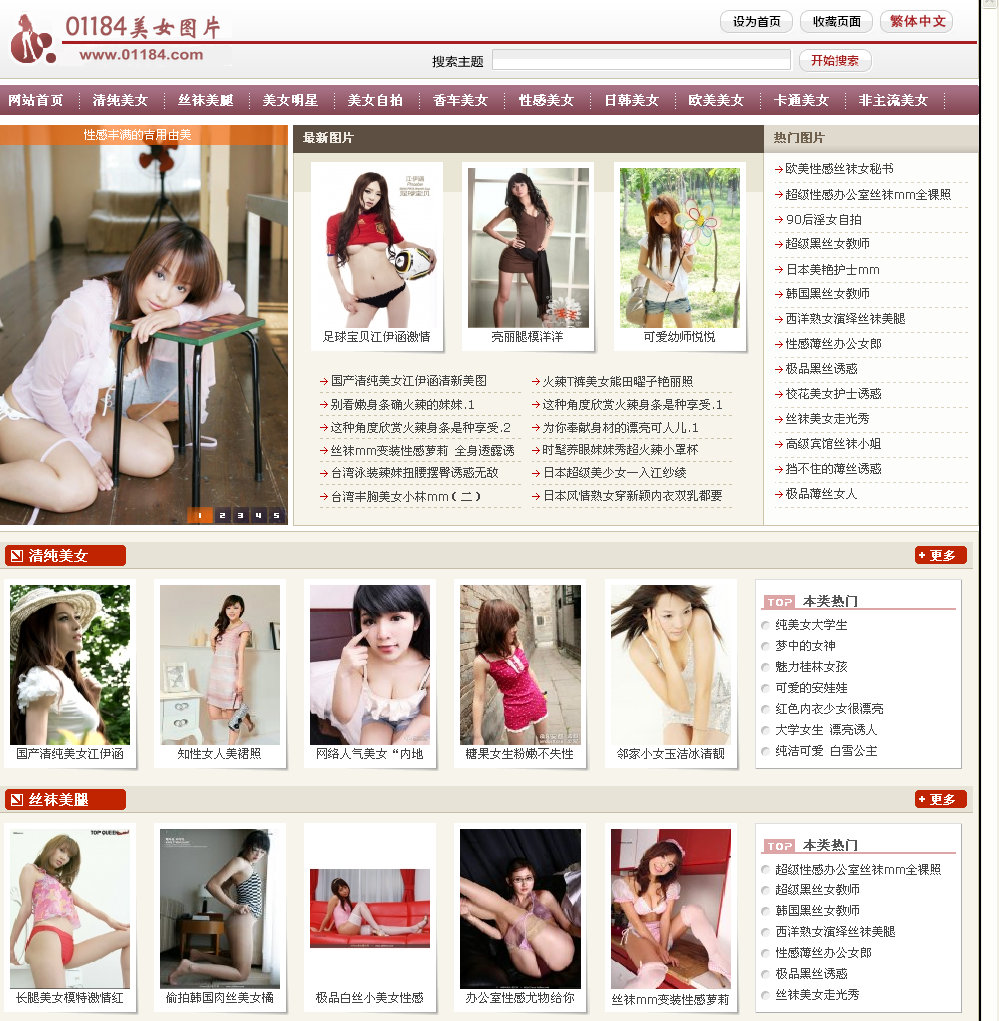 01184美女图片
www.01184.com
设为首页 收藏页面 繁体中文
搜索主题 开始搜索
网站首页 清纯美女 丝袜美腿 美女明星 美女自拍 香车美女 性感美女 日韩美女 欧美美女 卡通美女 非主流美女
性感丰满的吉用由美
1 2 3 4 5
最新图片
足球宝贝江伊涵激情
亮丽腿模洋洋
可爱幼师悦悦
国产清纯美女江伊涵清新美图
火辣T裤美女能田曜子艳丽照
别看嫩身条确火辣的妹妹.1
这种角度欣赏火辣身条是种享受.1
这种角度欣赏火辣身条是种享受.2
为你奉献身材的漂亮可人儿.1
丝袜mm变装性感萝莉 全身透露诱
时髦养眼妹妹秀超火辣小罩杯
台湾泳装辣妹扭腰摆臀诱惑无敌
日本超级美少女一入江纱绫
台湾丰胸美女小林mm(二)
日本风情熟女穿新颖内衣双乳都要
热门图片
欧美性感丝袜女秘书
超级性感办公室丝袜mm全裸照
90后淫女自拍
超级黑丝女教师
日本美艳护士mm
韩国黑丝女教师
西洋熟女演绎丝袜美腿
性感薄丝办公女郎
极品黑丝诱惑
校花美女护士诱惑
丝袜美女走光秀
高级宾馆丝袜小姐
挡不住的薄丝诱惑
极品薄丝女人
清纯美女
+ 更多
国产清纯美女江伊涵
知性女人美裙照
网络人气美女“内地
糖果女生粉嫩不失性
邻家小女玉洁冰清靓
TOP 本类热门
纯美女大学生
梦中的女神
魅力桂林女孩
可爱的安娃娃
红色内衣少女很漂亮
大学女生 漂亮诱人
纯洁可爱 白雪公主
丝袜美腿
+ 更多
TOP QUEEN
长腿美女模特激情红
偷拍韩国肉丝美女橘
极品白丝小美女性感
办公室性感尤物给你
丝袜mm变装性感萝莉
TOP 本类热门
超级性感办公室丝袜mm全裸照
超级黑丝女教师
韩国黑丝女教师
西洋熟女演绎丝袜美腿
性感薄丝办公女郎
极品黑丝诱惑
丝袜美女走光秀